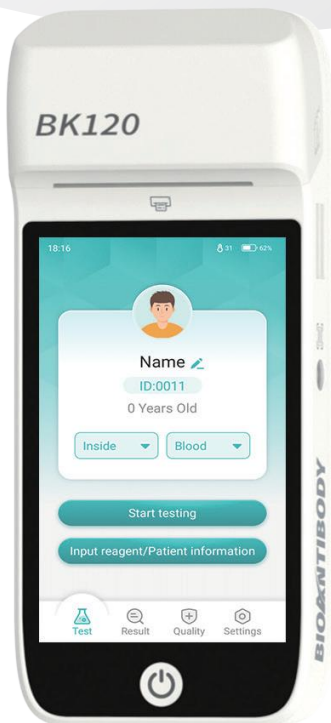 BK120
18:16
31
62%
Name
ID:0011
0 Years Old
Inside
Blood
Start testing
Input reagent/Patient information
Test
Result
Quality
Settings
BIOANTIBODY